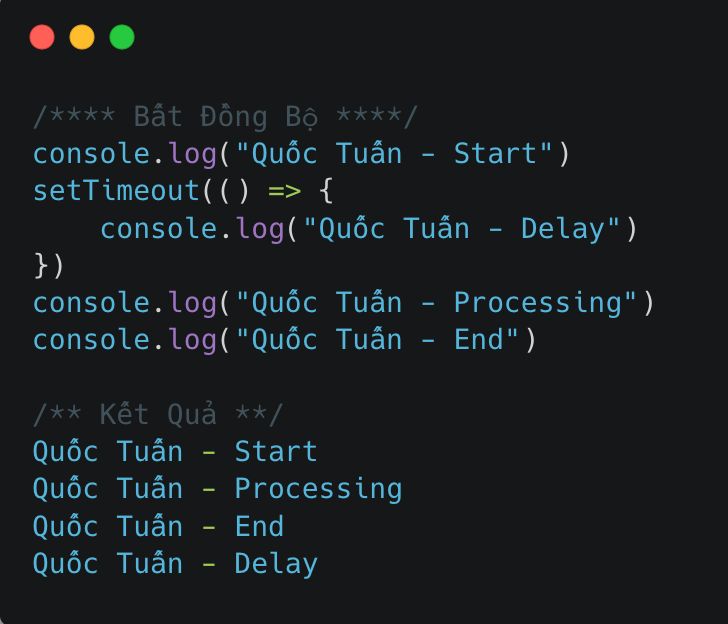 /**** Bất Đồng Bộ ****/
console.log("Quốc Tuấn - Start")
setTimeout(() => {
    console.log("Quốc Tuấn - Delay")
})
console.log("Quốc Tuấn - Processing")
console.log("Quốc Tuấn - End")
/** Kết Quả **/
Quốc Tuấn - Start
Quốc Tuấn - Processing
Quốc Tuấn - End
Quốc Tuấn - Delay